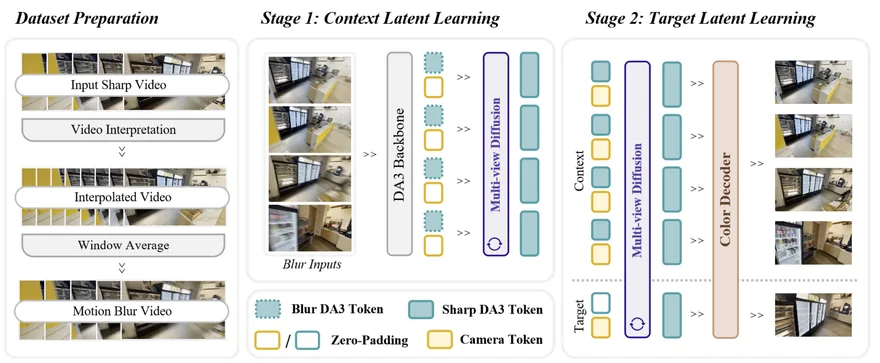 Dataset Preparation
Input Sharp Video
Video Interpretation
Interpolated Video
Window Average
Motion Blur Video
Stage 1: Context Latent Learning
DA3 Backbone
Multi-view Diffusion
Blur Inputs
Blur DA3 Token
Sharp DA3 Token
/ Zero-Padding
Camera Token
Stage 2: Target Latent Learning
Context
Target
Multi-view Diffusion
Color Decoder